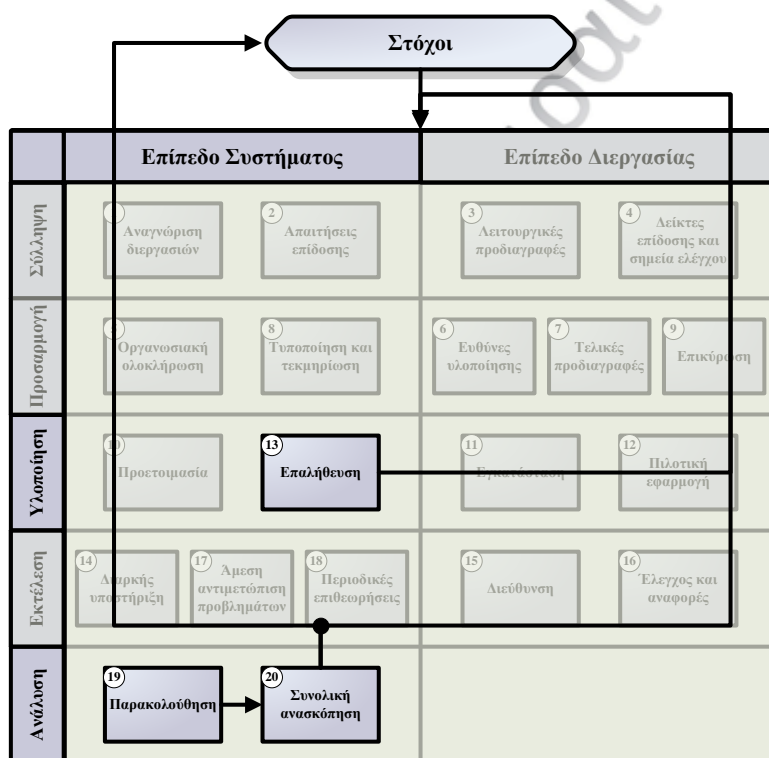 Στόχοι
Επίπεδο Συστήματος
Επίπεδο Διεργασίας
Σύλληψη
Αναγνώριση
διεργασιών
2
Απαιτήσεις
επίδοσης
3
Λειτουργικές
προδιαγραφές
4
Δείκτες
επίδοσης και
σημεία ελέγχου
Προσαρμογή
Οργανωσιακή
ολοκλήρωση
8
Τυποποίηση και
τεκμηρίωση
6
Ευθύνες
υλοποίησης
7
Τελικές
προδιαγραφές
9
Επικύρωση
Υλοποίηση
10
Προετοιμασία
13
Επαλήθευση
11
Εγκατάσταση
12
Πιλοτική
εφαρμογή
Εκτέλεση
14
Διαρκής
υποστήριξη
17
Άμεση
αντιμετώπιση
προβλημάτων
18
Περιοδικές
επιθεωρήσεις
15
Διεύθυνση
16
Έλεγχος και
αναφορές
Ανάλυση
19
Παρακολούθηση
20
Συνολική
ανασκόπηση